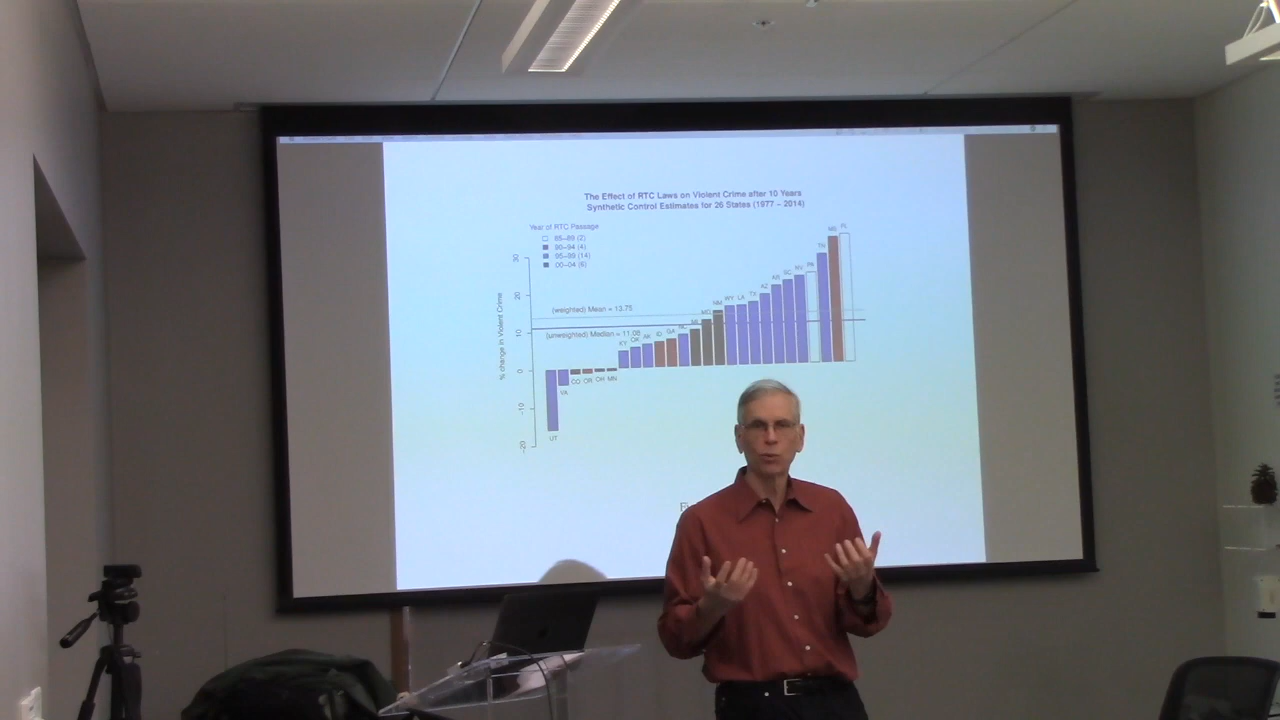 The Effect of RTC Laws on Violent Crime after 10 Years
Synthetic Control Estimates for 26 States (1977 – 2014)
Year of RTC Passage
85–89 (2)
90–94 (4)
95–99 (14)
00–04 (6)
% change in Violent Crime
30
20
10
0
-10
-20
(weighted) Mean = 13.75
(unweighted) Median = 11.08
UT
VA
CO
OR
OH
MN
KY
OK
AK
ID
GA
NC
MI
MO
NM
WY
LA
TX
AZ
AR
SC
NV
PA
TN
MS
FL